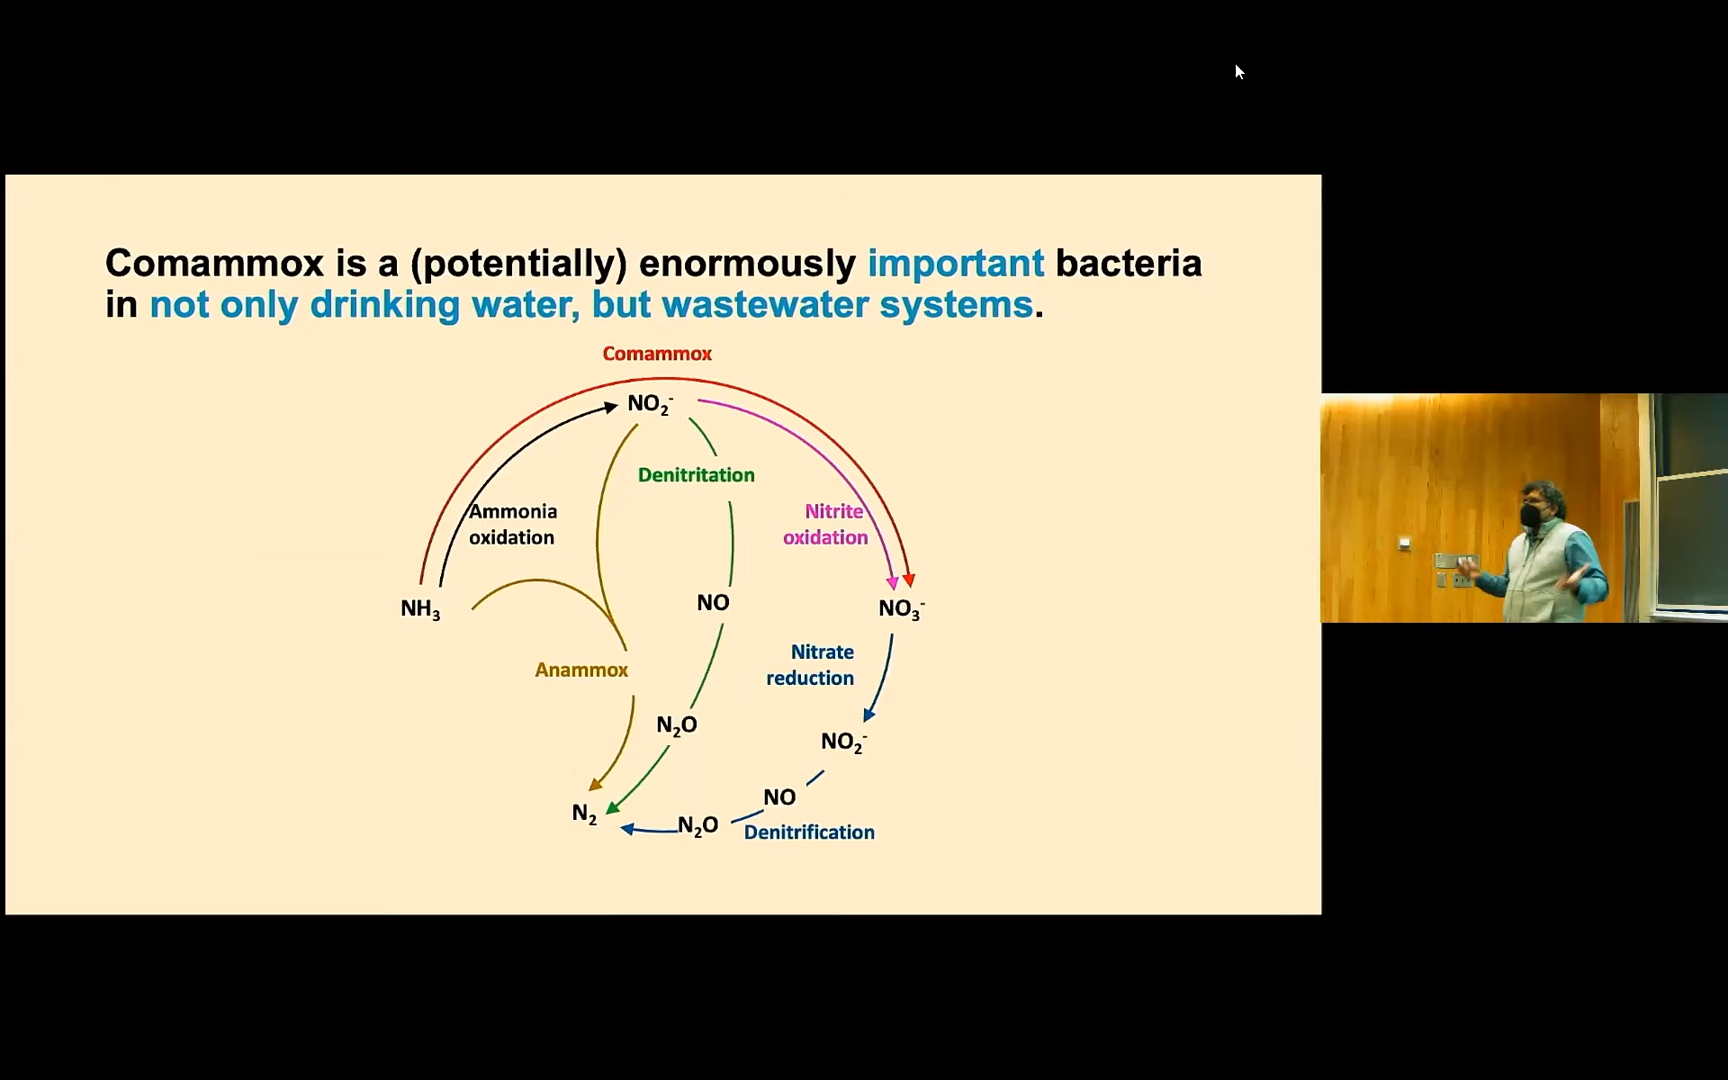 Comammox is a (potentially) enormously important bacteria
in not only drinking water, but wastewater systems.
Comammox
NO₂⁻
Denitritation
Ammonia
oxidation
Nitrite
oxidation
NH₃
NO
NO₃⁻
Nitrate
reduction
Anammox
N₂O
NO₂⁻
NO
N₂
N₂O
Denitrification